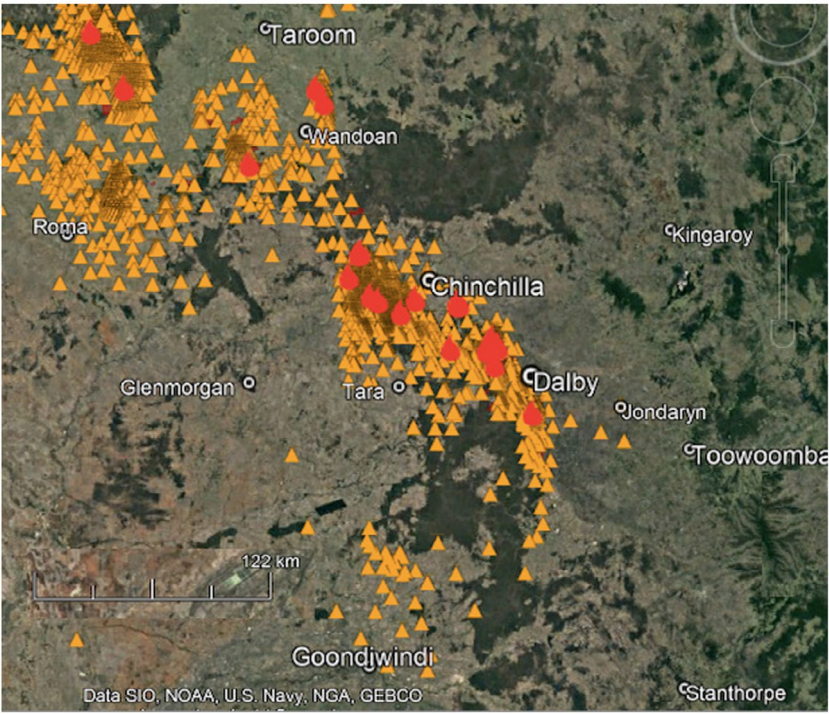 Taroom
Wandoan
Roma
Kingaroy
Chinchilla
Glenmorgan
Tara
Dalby
Jondaryn
Toowoomba
122 km
Goondiwindi
Stanthorpe
Data SIO, NOAA, U.S. Navy, NGA, GEBCO